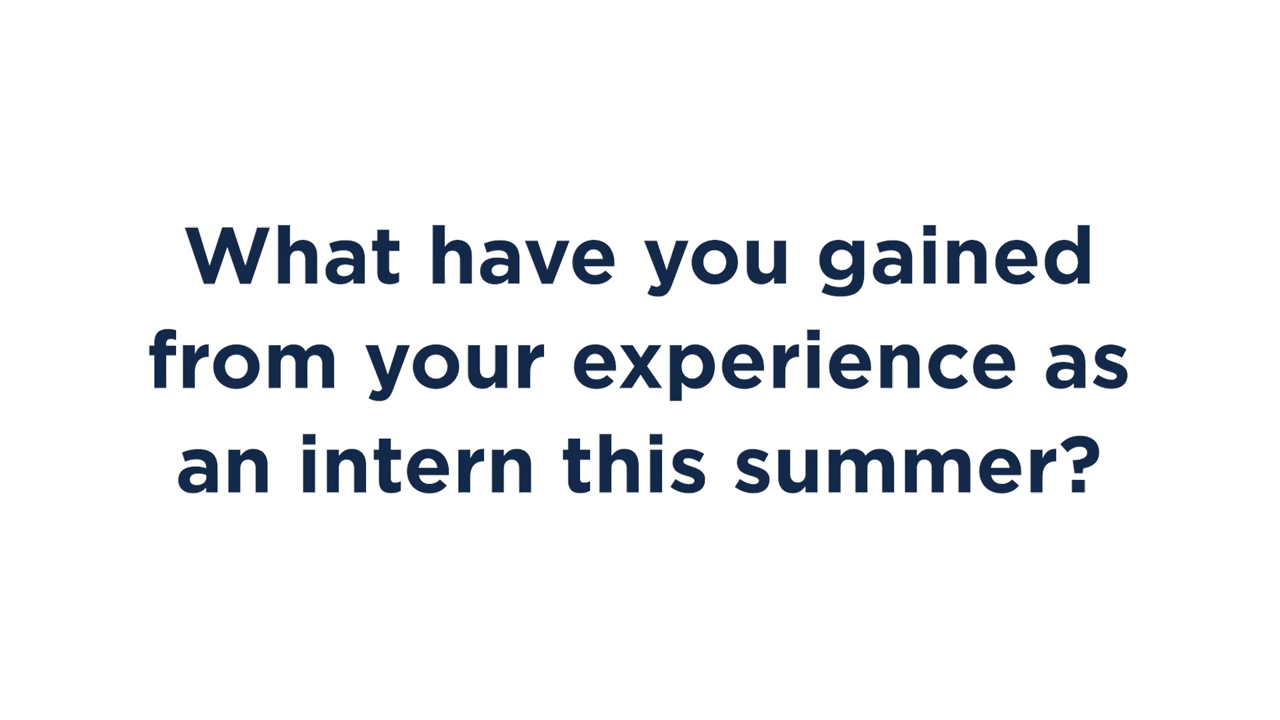 What have you gained
from your experience as
an intern this summer?